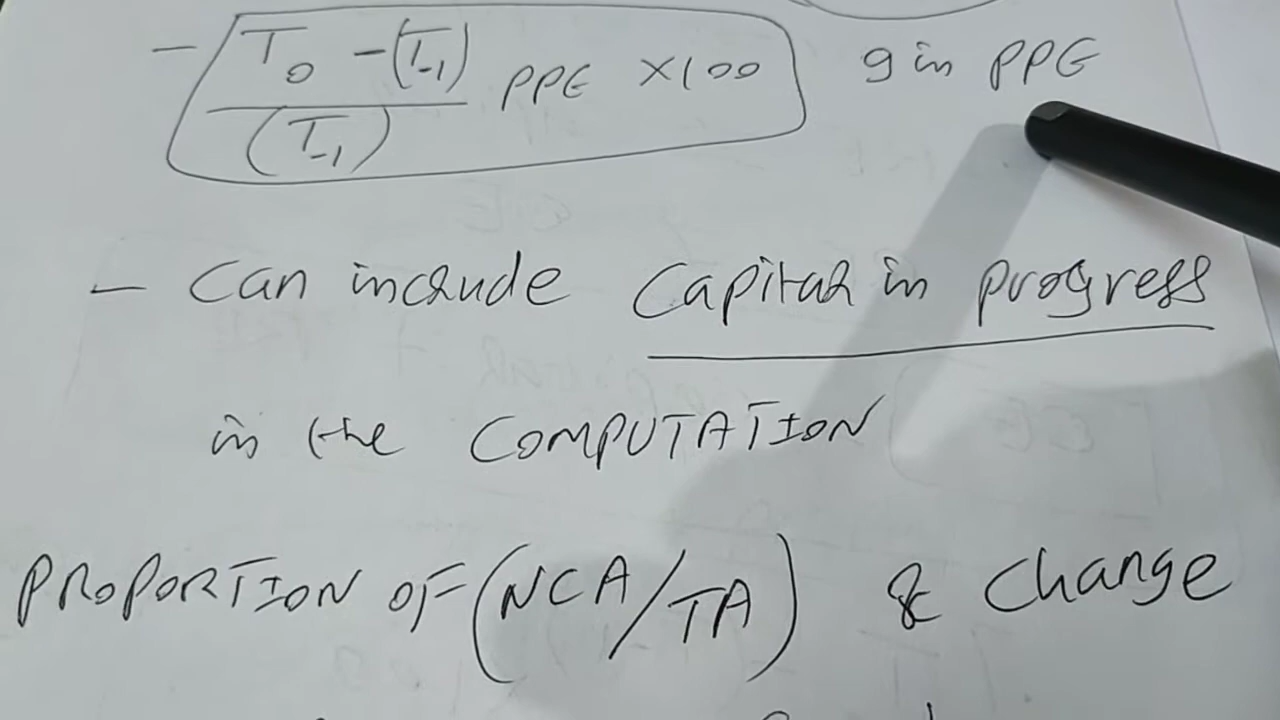 — T0 - (T-1) PPE X100 g in PPE
(T-1)
— Can include Capital in progress
in the COMPUTATION
PROPORTION OF (NCA/TA) & Change